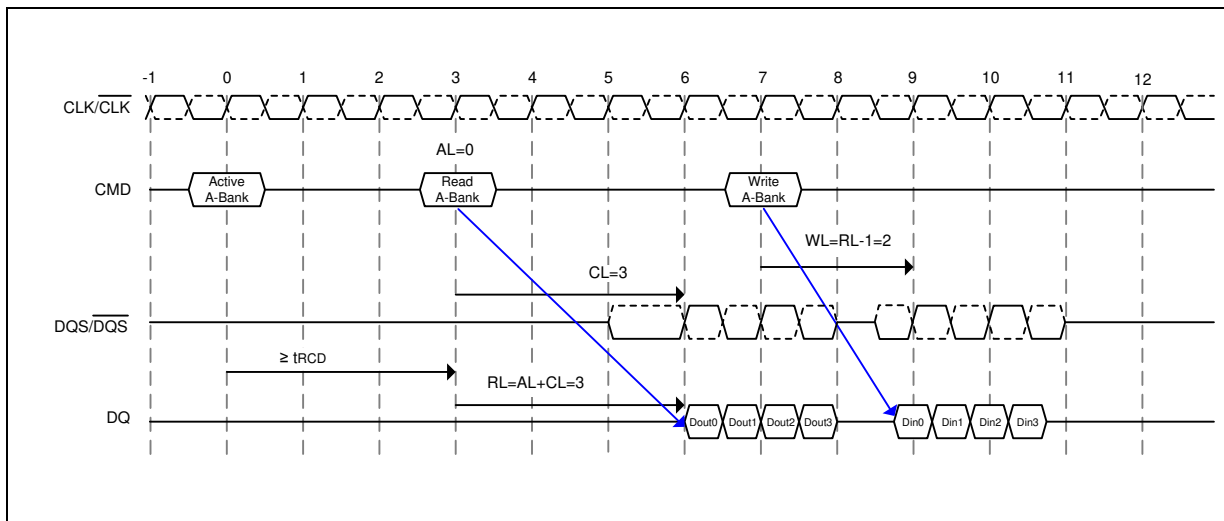 -1 0 1 2 3 4 5 6 7 8 9 10 11 12
CLK/CLK
AL=0
CMD
Active
A-Bank
Read
A-Bank
Write
A-Bank
WL=RL-1=2
CL=3
DQS/DQS
≥ tRCD
RL=AL+CL=3
DQ
Dout0 Dout1 Dout2 Dout3 Din0 Din1 Din2 Din3